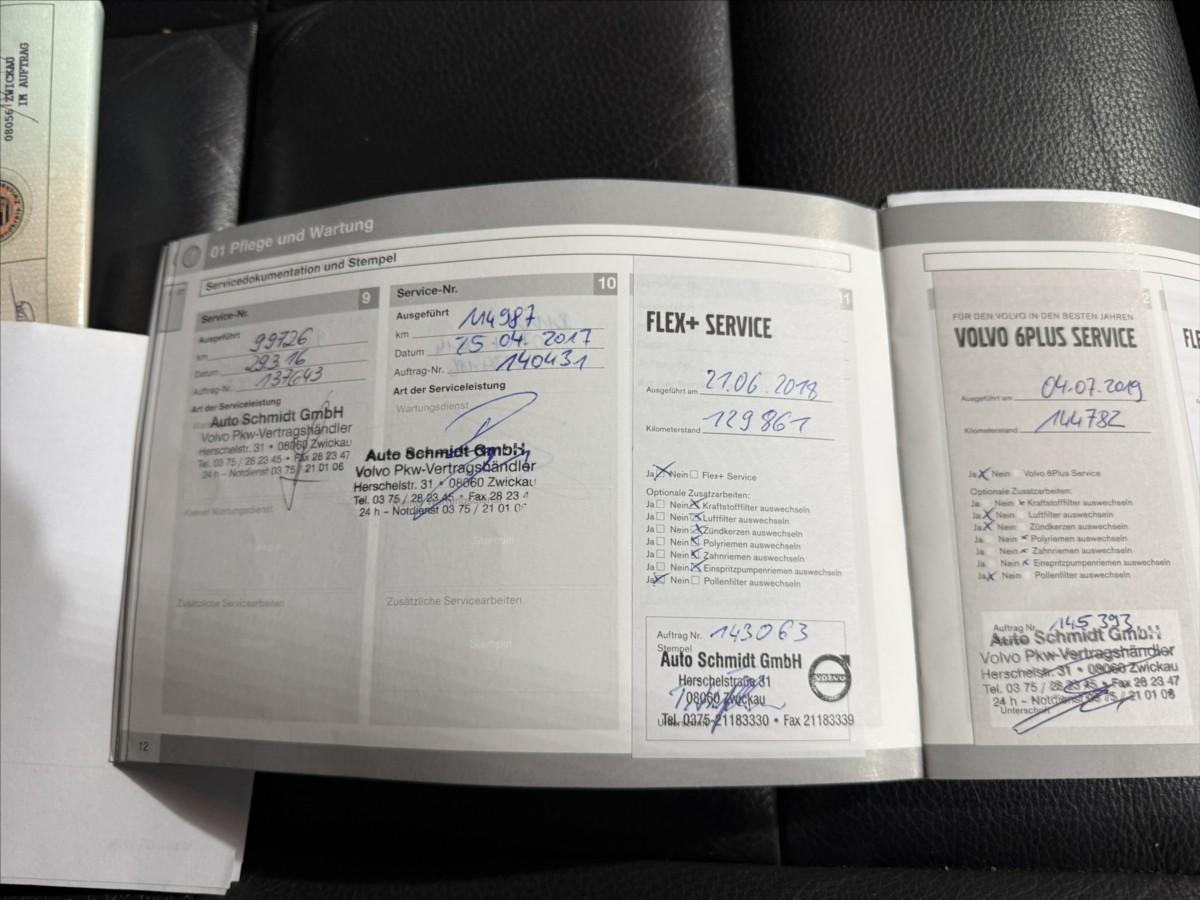 08056 ZWICKAU
IM AUFTRAG
01 Pflege und Wartung
Servicedokumentation und Stempel
9
Service-Nr.
Ausgeführt
km 99726
Datum 29.3 16
Auftrag-Nr. 137643
Art der Serviceleistung
Auto Schmidt GmbH
Volvo Pkw-Vertragshändler
Herschelstr. 31 • 08060 Zwickau
Tel. 03 75 / 28 23 45 • Fax 28 23 47
24 h – Notdienst 03 75 / 21 01 06
Keiner Wartungsdienst
Stempel
Zusätzliche Servicearbeiten
12
10
Service-Nr.
Ausgeführt
km 114987
Datum 25.04.2017
Auftrag-Nr. 140431
Art der Serviceleistung
Wartungsdienst
Auto Schmidt GmbH
Volvo Pkw-Vertragshändler
Herschelstr. 31 • 08060 Zwickau
Tel. 03 75 / 28 23 45 • Fax 28 23 4
24 h – Notdienst 03 75 / 21 01 0
Stempel
Zusätzliche Servicearbeiten
Stempel
FLEX+ SERVICE
Ausgeführt am 21.06.2018
Kilometerstand 129861
Ja Nein Flex+ Service
Optionale Zusatzarbeiten:
Ja Nein Kraftstofffilter auswechseln
Ja Nein Luftfilter auswechseln
Ja Nein Zündkerzen auswechseln
Ja Nein Polyriemen auswechseln
Ja Nein Zahnriemen auswechseln
Ja Nein Einspritzpumpenriemen auswechseln
Ja Nein Pollenfilter auswechseln
Auftrag Nr. 143063
Stempel
Auto Schmidt GmbH
Herschelstraße 31
08060 Zwickau
Tel. 0375-21183330 • Fax 21183339
VOLVO
FÜR DEN VOLVO IN DEN BESTEN JAHREN
VOLVO 6PLUS SERVICE
Ausgeführt am 04.07.2019
Kilometerstand 144782
Ja Nein Volvo 6Plus Service
Optionale Zusatzarbeiten:
Ja Nein Kraftstofffilter auswechseln
Ja Nein Luftfilter auswechseln
Ja Nein Zündkerzen auswechseln
Ja Nein Polyriemen auswechseln
Ja Nein Zahnriemen auswechseln
Ja Nein Einspritzpumpenriemen auswechseln
Ja Nein Pollenfilter auswechseln
Auftrag Nr. 145393
Auto Schmidt GmbH
Volvo Pkw-Vertragshändler
Herschelstr. 31 • 08060 Zwickau
Tel. 03 75 / 28 23 45 • Fax 28 23 47
24 h – Notdienst 03 75 / 21 01 06
Unterschrift
FL